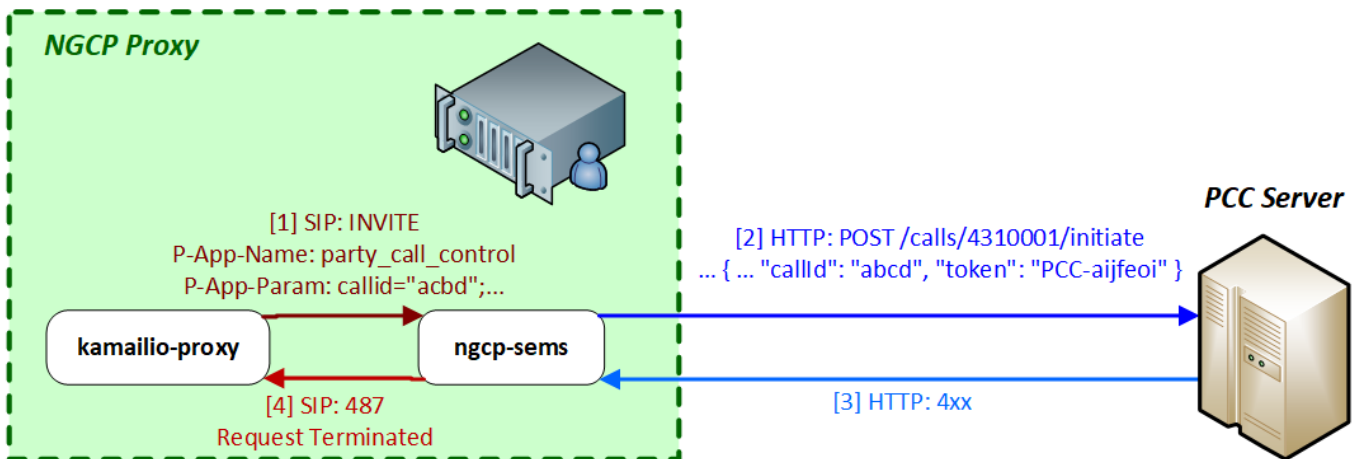 NGCP Proxy
[1] SIP: INVITE
P-App-Name: party_call_control
P-App-Param: callid="acbd";...
kamailio-proxy
ngcp-sems
[4] SIP: 487
Request Terminated
[2] HTTP: POST /calls/4310001/initiate
... { ... "callId": "abcd", "token": "PCC-aijfeoi" }
[3] HTTP: 4xx
PCC Server